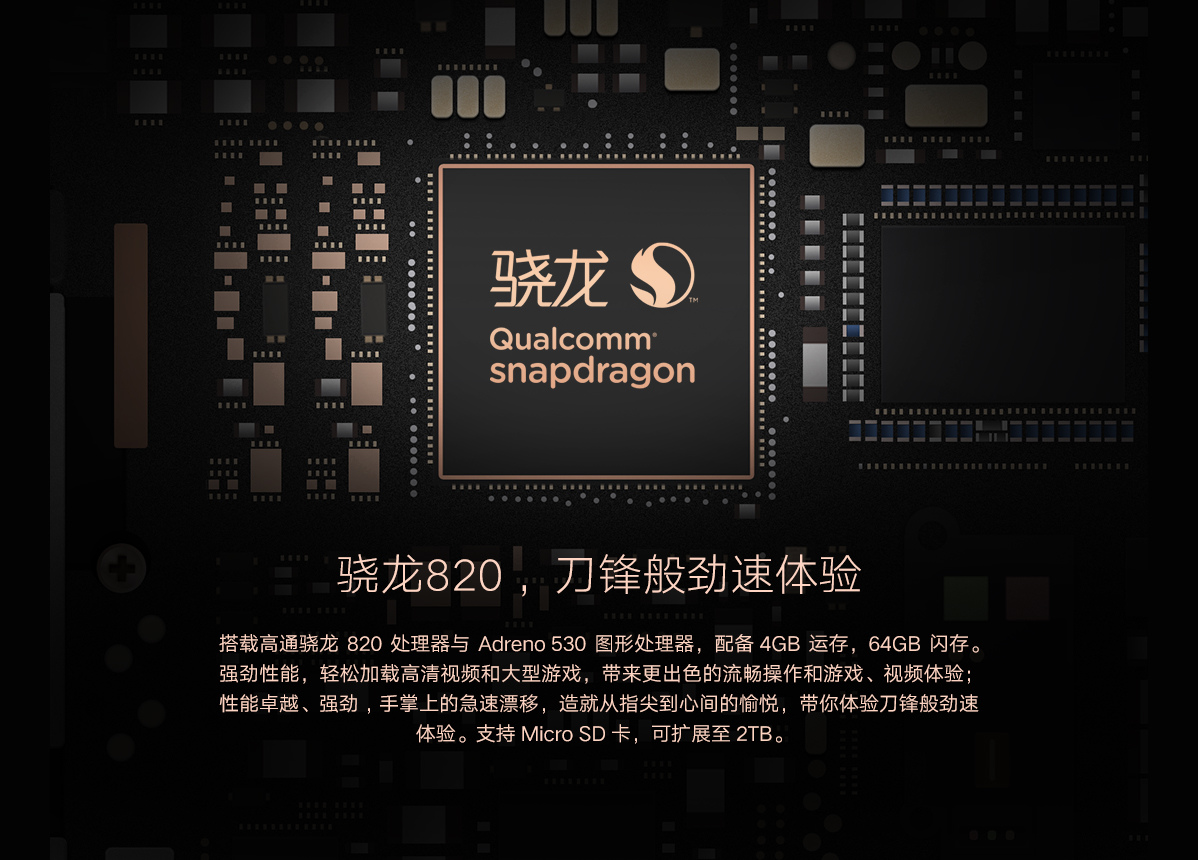 骁龙
TM
Qualcomm®
snapdragon
骁龙820，刀锋般劲速体验
搭载高通骁龙 820 处理器与 Adreno 530 图形处理器，配备 4GB 运存，64GB 闪存。
强劲性能，轻松加载高清视频和大型游戏，带来更出色的流畅操作和游戏、视频体验；
性能卓越、强劲，手掌上的急速漂移，造就从指尖到心间的愉悦，带你体验刀锋般劲速
体验。支持 Micro SD 卡，可扩展至 2TB。